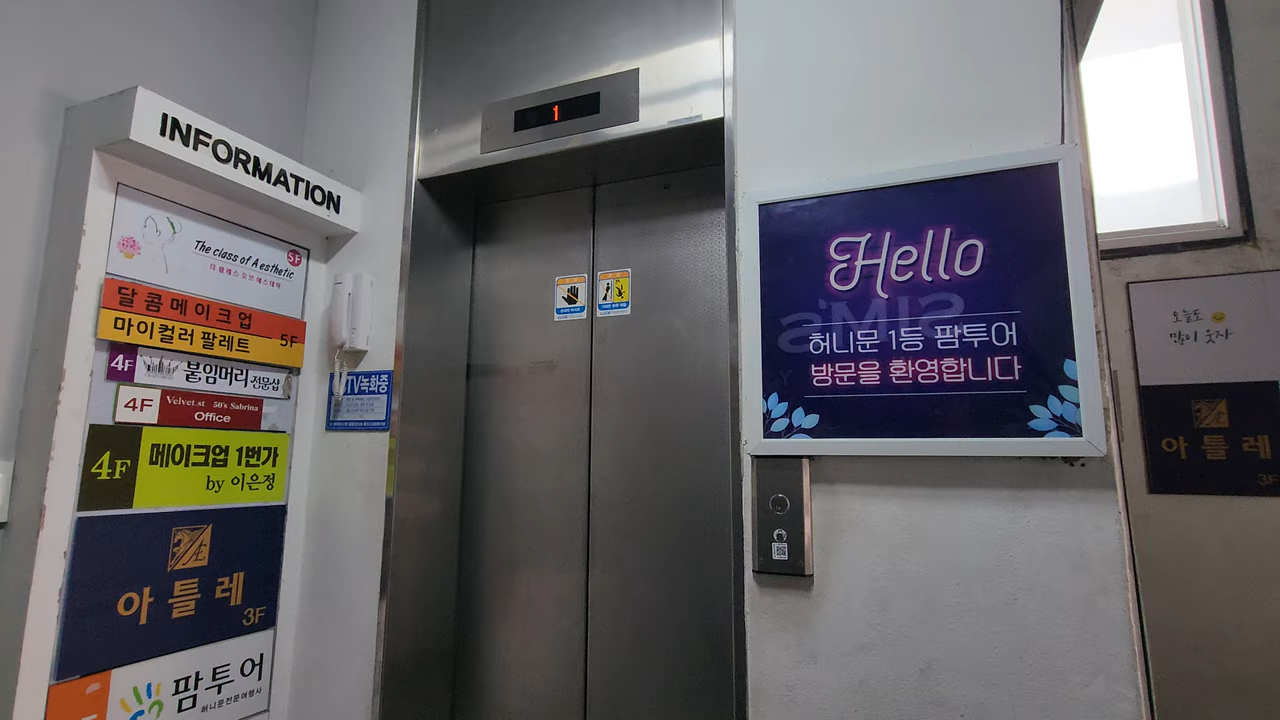 INFORMATION
The class of Aesthetic
5F
더 클래스 오브 에스테틱
달콤메이크업
마이컬러 팔레트
5F
4F
붙임머리 전문샵
4F
Velvet.st 50's Sabrina
Office
4F
메이크업 1번가
by 이은정
아틀레
3F
팜투어
허니문전문여행사
1
TV녹화중
Hello
허니문 1등 팜투어
방문을 환영합니다
오늘도
많이 웃자
아틀레
3F